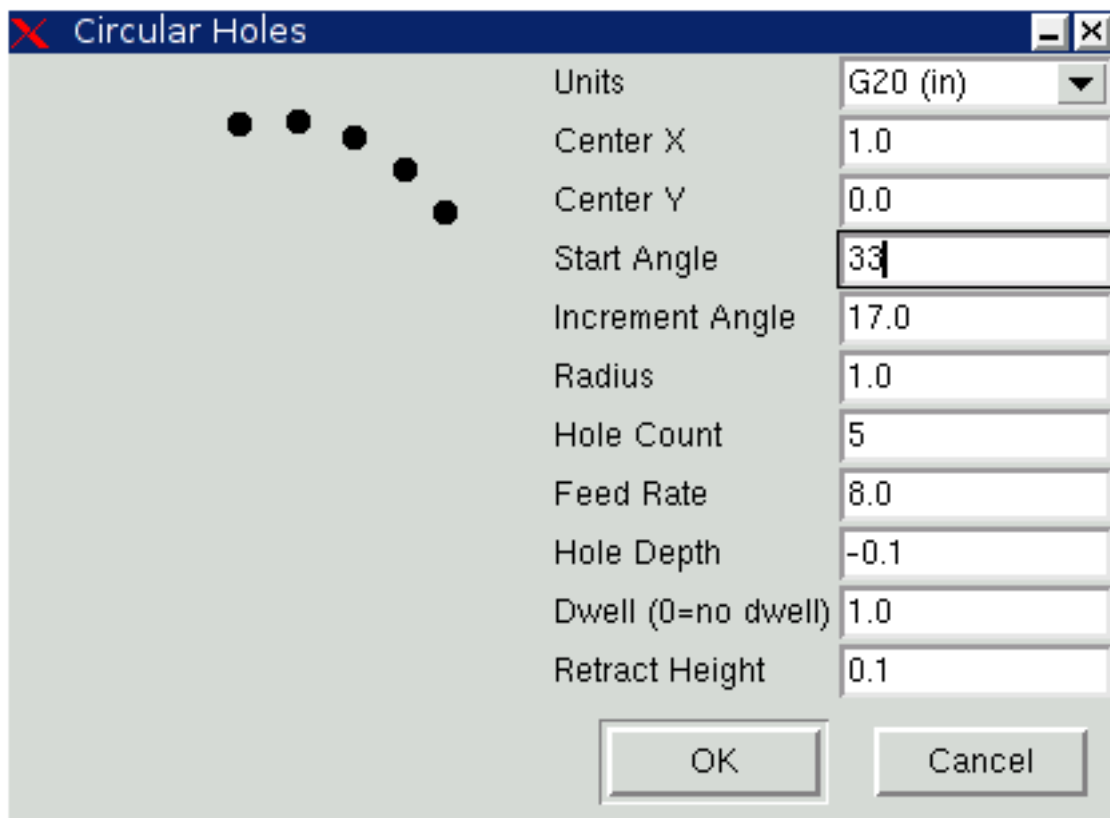 Circular Holes
Units G20 (in)
Center X 1.0
Center Y 0.0
Start Angle 33
Increment Angle 17.0
Radius 1.0
Hole Count 5
Feed Rate 8.0
Hole Depth -0.1
Dwell (0=no dwell) 1.0
Retract Height 0.1
OK Cancel